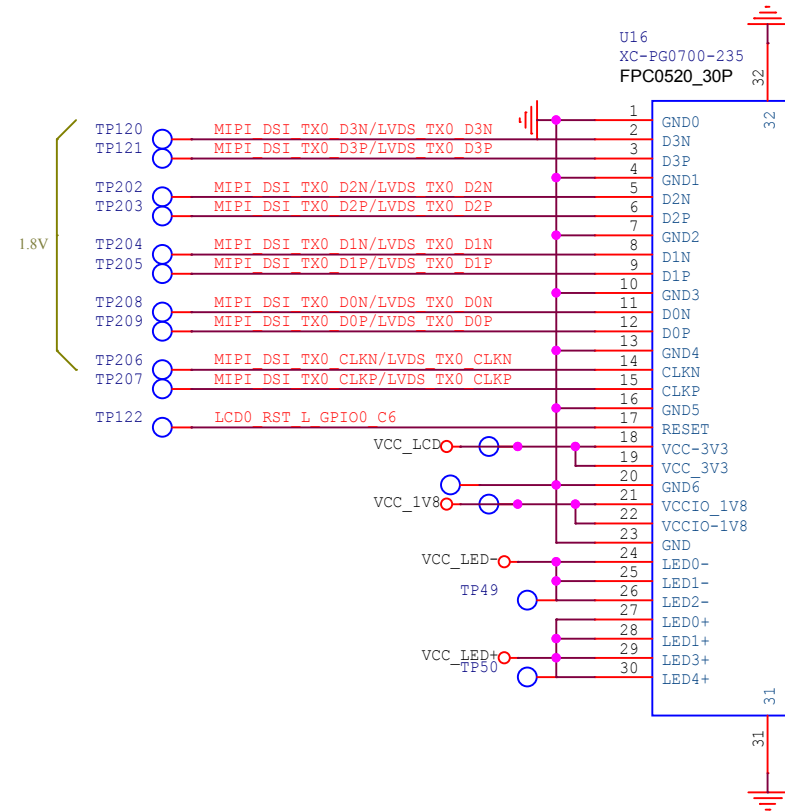 U16
XC-PG0700-235
FPC0520_30P
32
32
1 GND0
TP120 MIPI_DSI_TX0_D3N/LVDS_TX0_D3N 2 D3N
TP121 MIPI_DSI_TX0_D3P/LVDS_TX0_D3P 3 D3P
4 GND1
TP202 MIPI_DSI_TX0_D2N/LVDS_TX0_D2N 5 D2N
TP203 MIPI_DSI_TX0_D2P/LVDS_TX0_D2P 6 D2P
7 GND2
1.8V
TP204 MIPI_DSI_TX0_D1N/LVDS_TX0_D1N 8 D1N
TP205 MIPI_DSI_TX0_D1P/LVDS_TX0_D1P 9 D1P
10 GND3
TP208 MIPI_DSI_TX0_D0N/LVDS_TX0_D0N 11 D0N
TP209 MIPI_DSI_TX0_D0P/LVDS_TX0_D0P 12 D0P
13 GND4
TP206 MIPI_DSI_TX0_CLKN/LVDS_TX0_CLKN 14 CLKN
TP207 MIPI_DSI_TX0_CLKP/LVDS_TX0_CLKP 15 CLKP
16 GND5
TP122 LCD0_RST_L_GPIO0_C6 17 RESET
VCC_LCD 18 VCC-3V3
19 VCC_3V3
20 GND6
VCC_1V8 21 VCCIO_1V8
22 VCCIO-1V8
23 GND
VCC_LED- 24 LED0-
25 LED1-
TP49 26 LED2-
27 LED0+
28 LED1+
VCC_LED+ 29 LED3+
TP50 30 LED4+
31
31